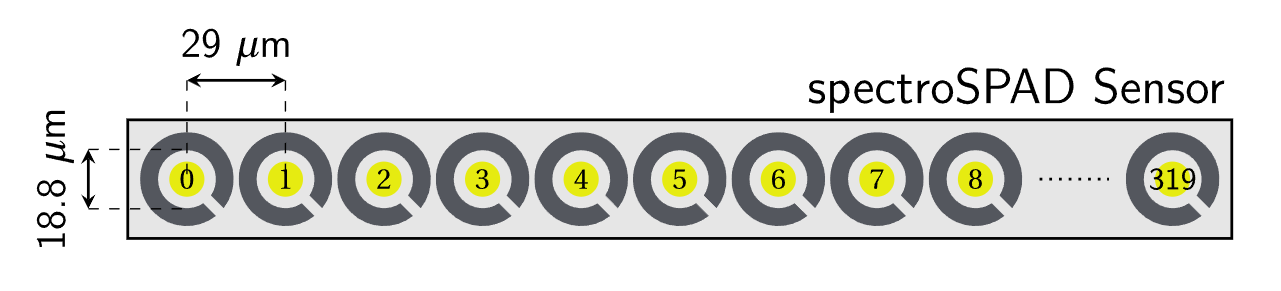 29 μm
spectroSPAD Sensor
18.8 μm
0 1 2 3 4 5 6 7 8 ........ 319